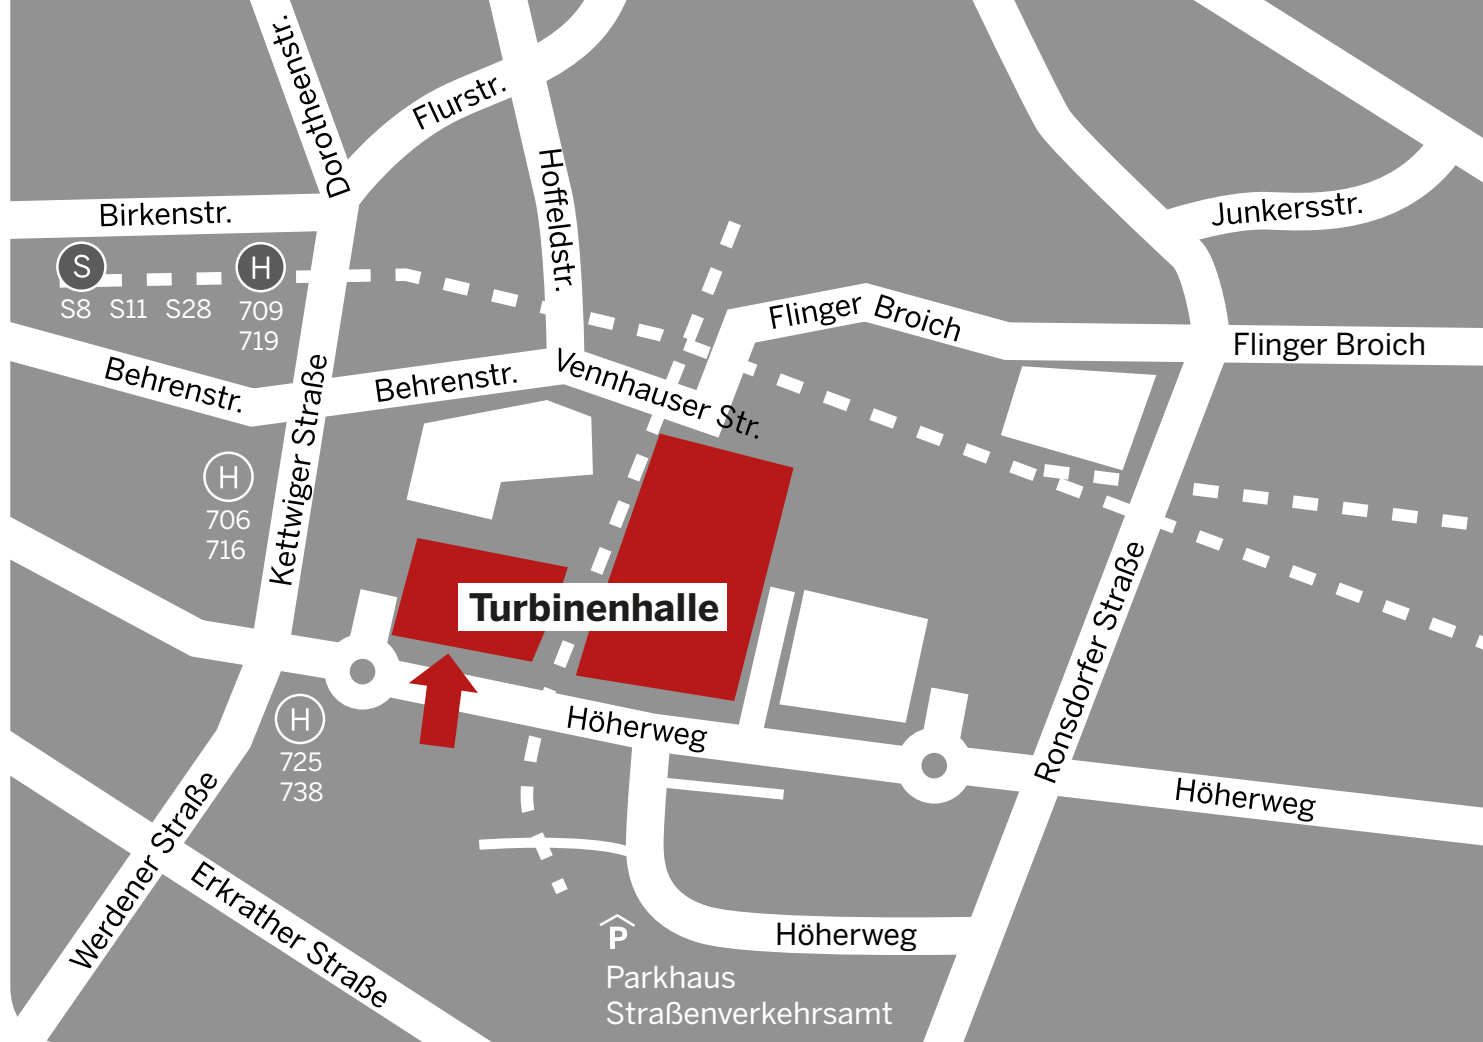 Dorotheenstr.
Flurstr.
Hoffeldstr.
Birkenstr.
Junkersstr.
S
H
S8 S11 S28
709
719
Flinger Broich
Flinger Broich
Behrenstr.
Behrenstr.
Vennhauser Str.
Kettwiger Straße
H
706
716
Turbinenhalle
Ronsdorfer Straße
H
725
738
Höherweg
Höherweg
Werdener Straße
Erkrather Straße
P
Höherweg
Parkhaus
Straßenverkehrsamt